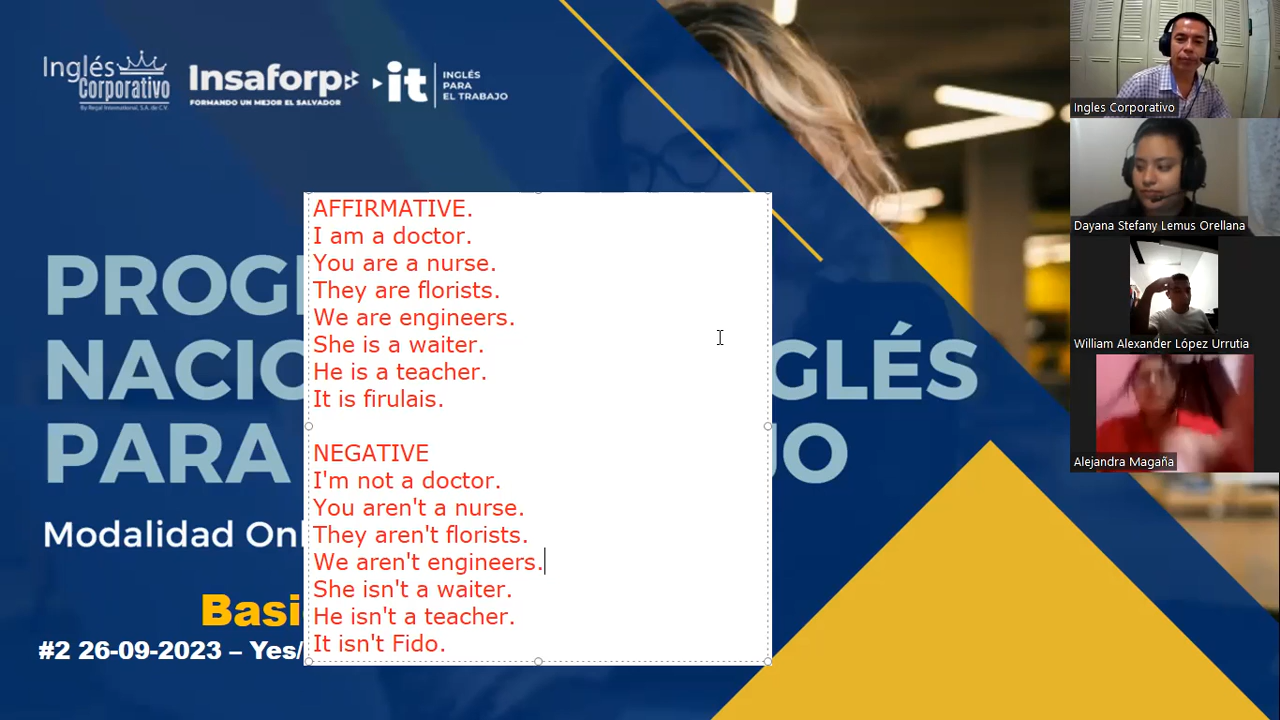 Inglés
Corporativo
By Regal International, S.A. de C.V.
Insaforp
FORMANDO UN MEJOR EL SALVADOR
it
INGLÉS
PARA
EL TRABAJO
PROG
NACIO GLÉS
PARA JO
Modalidad Onl
Basi
#2 26-09-2023 – Yes/
AFFIRMATIVE.
I am a doctor.
You are a nurse.
They are florists.
We are engineers.
She is a waiter.
He is a teacher.
It is firulais.
NEGATIVE
I'm not a doctor.
You aren't a nurse.
They aren't florists.
We aren't engineers.
She isn't a waiter.
He isn't a teacher.
It isn't Fido.
Ingles Corporativo
Dayana Stefany Lemus Orellana
William Alexander López Urrutia
Alejandra Magaña